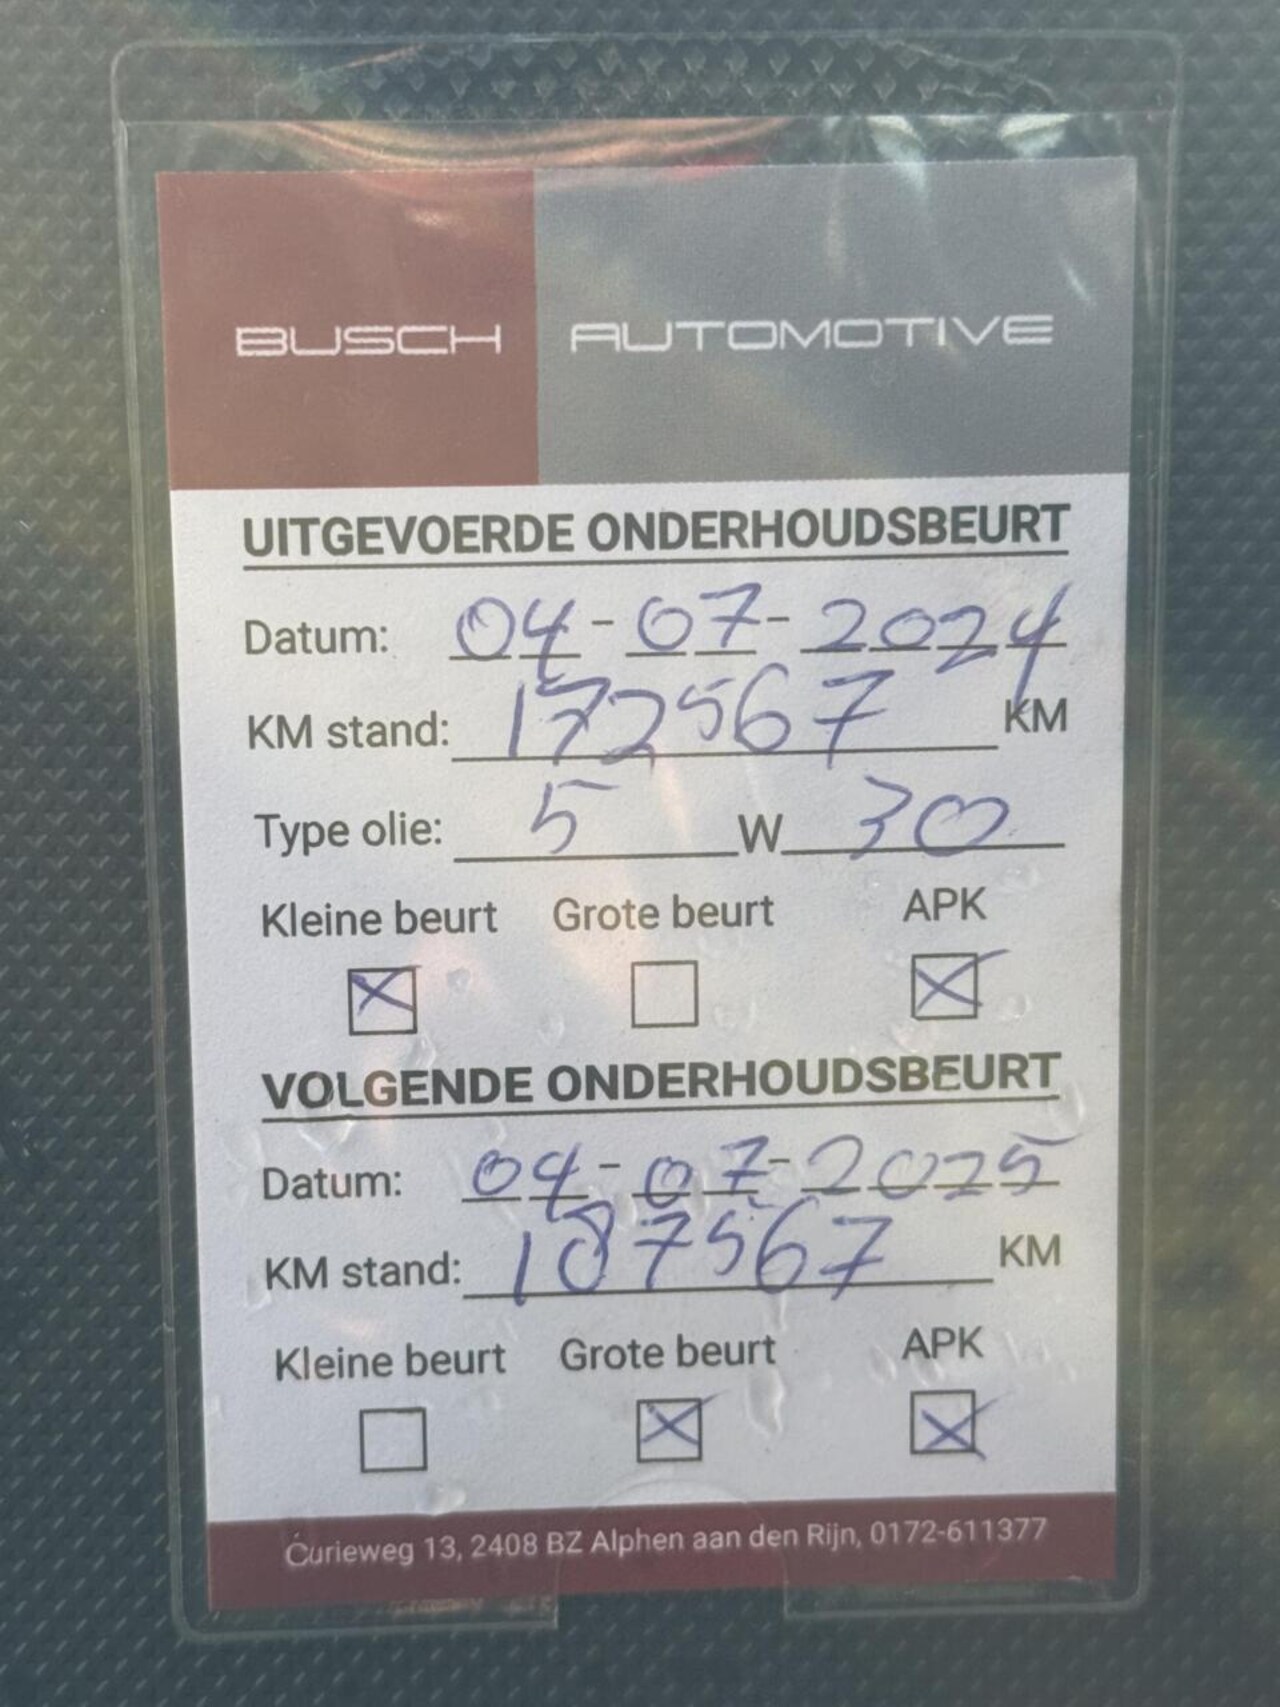 BUSCH AUTOMOTIVE
UITGEVOERDE ONDERHOUDSBEURT
Datum: 04-07-2024
KM stand: 172567 KM
Type olie: 5 W 30
Kleine beurt Grote beurt APK
VOLGENDE ONDERHOUDSBEURT
Datum: 04-07-2025
KM stand: 187567 KM
Kleine beurt Grote beurt APK
Curieweg 13, 2408 BZ Alphen aan den Rijn, 0172-611377